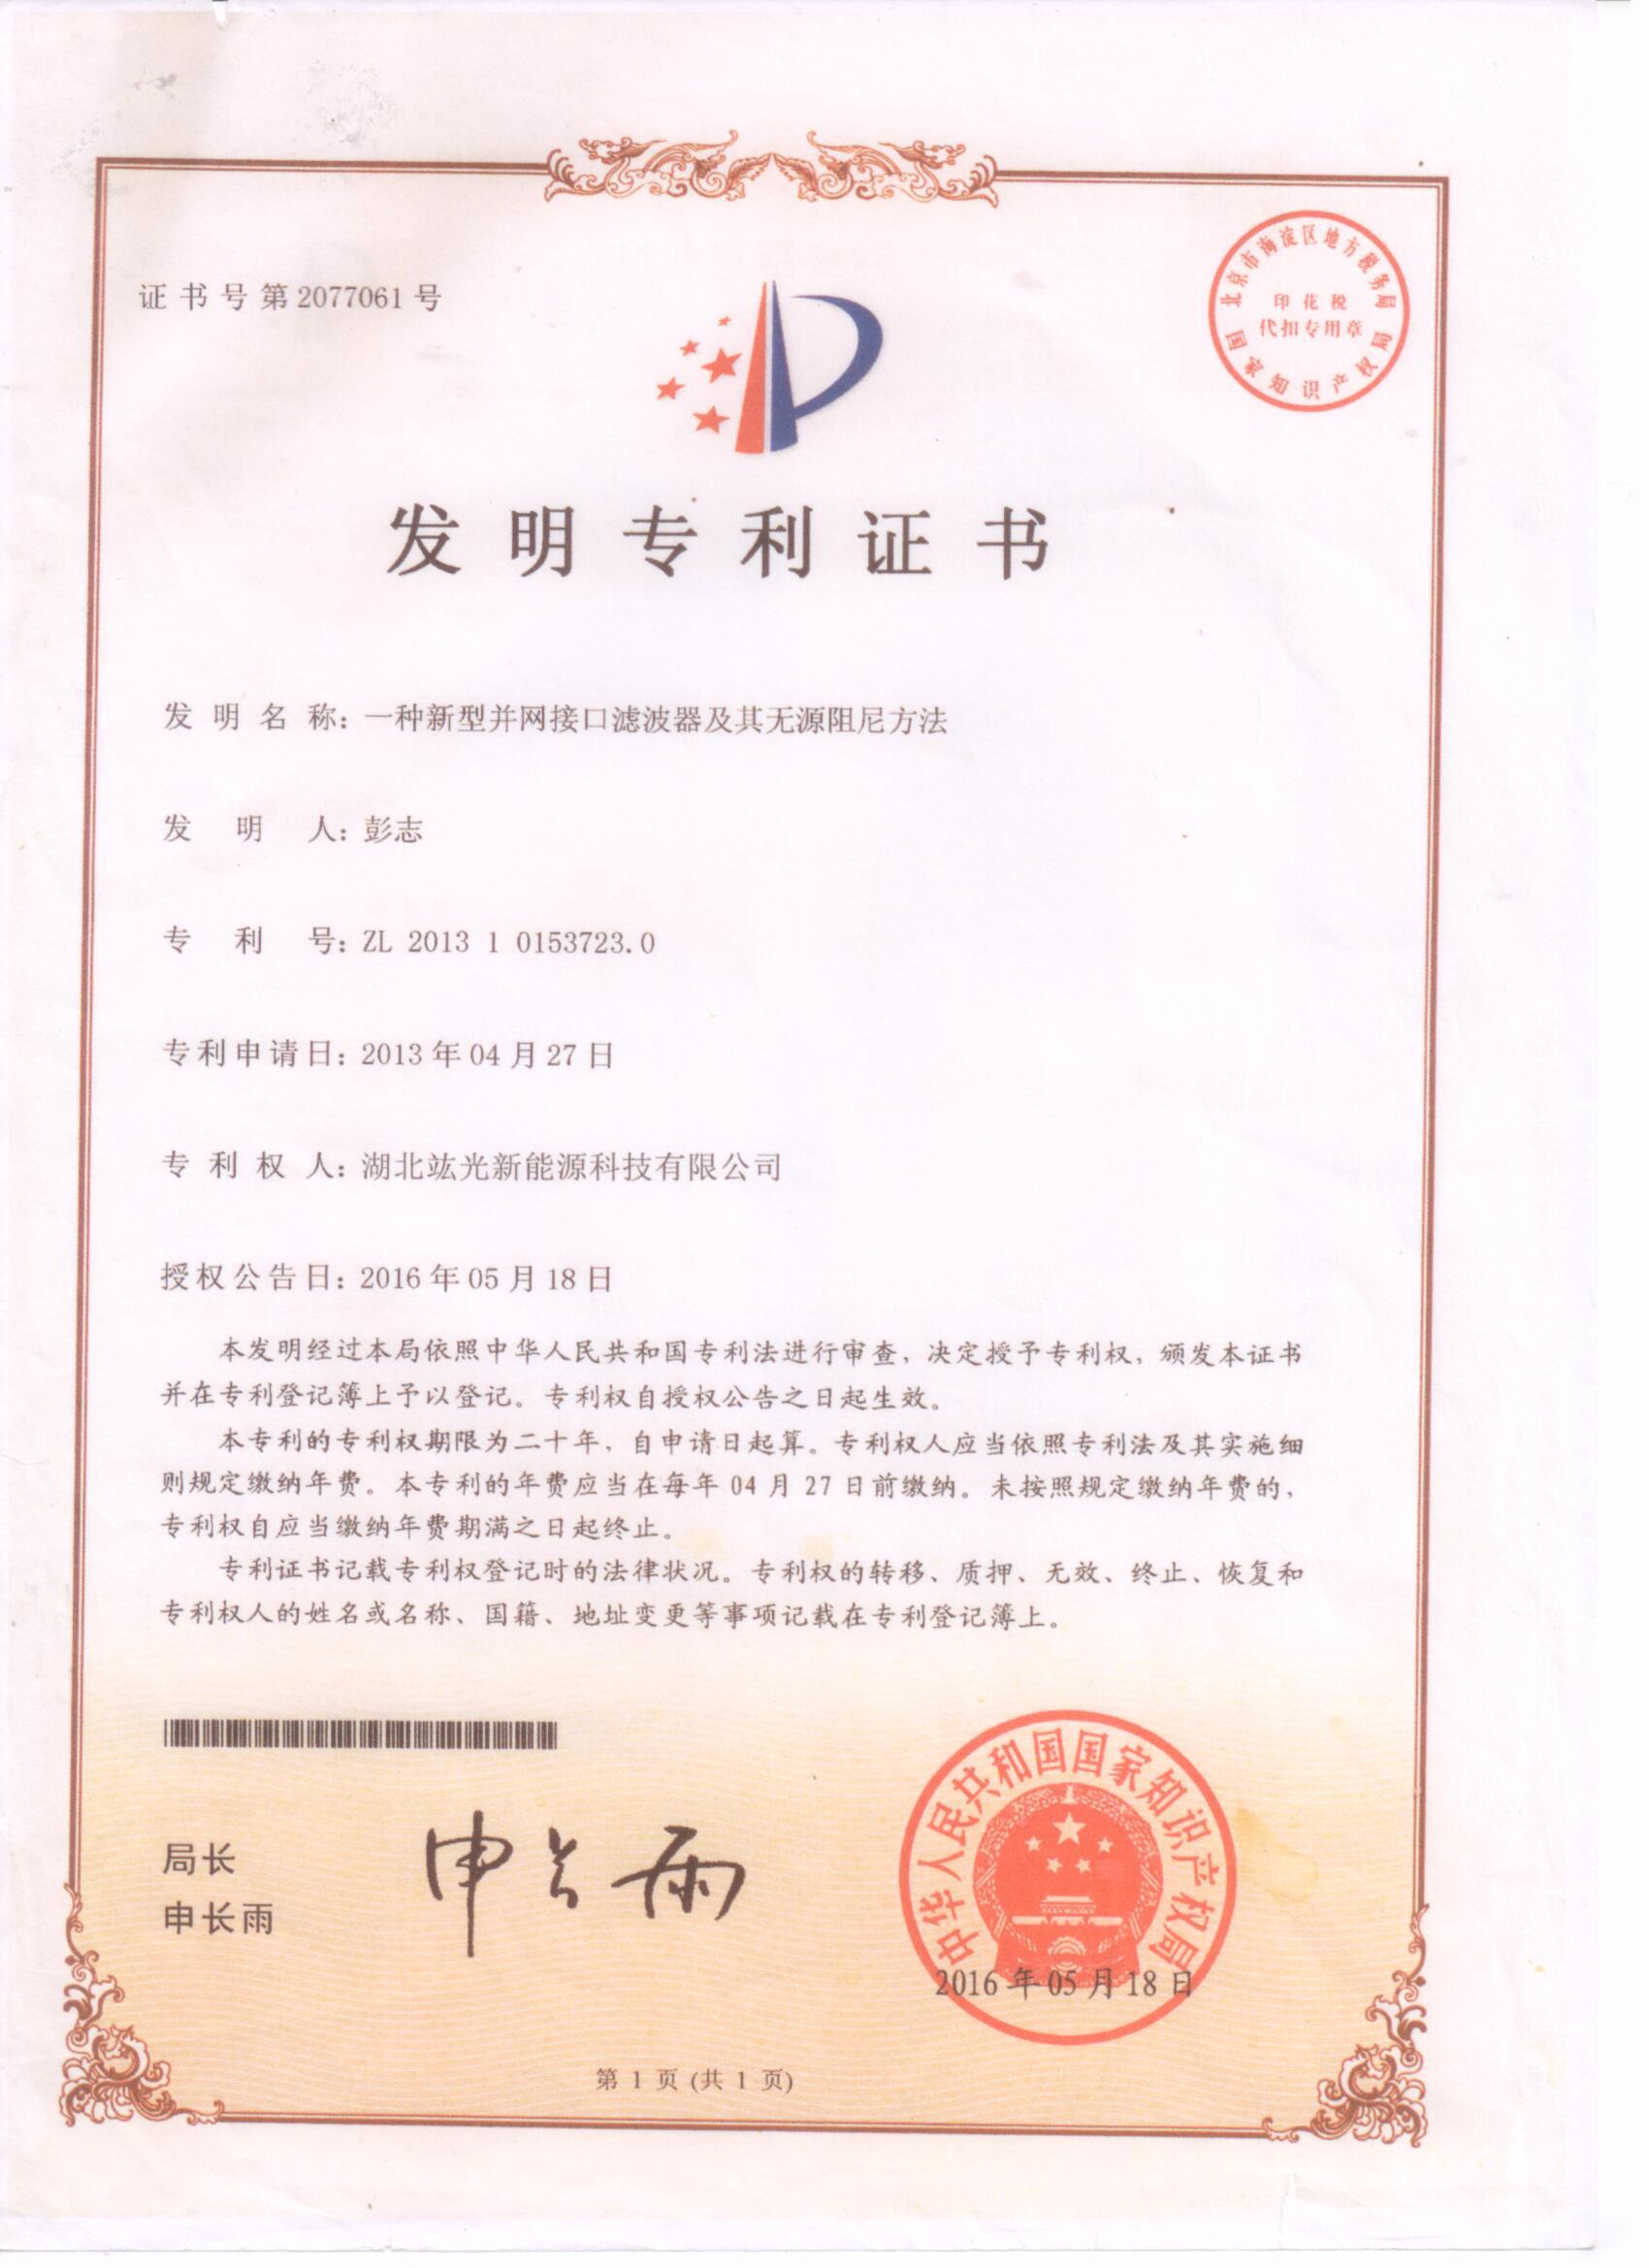 证书号第2077061号
北京市海淀区地方税务局
印花税
代扣专用章
国家知识产权局
发明专利证书
发明名称：一种新型并网接口滤波器及其无源阻尼方法
发明人：彭志
专利号：ZL 2013 1 0153723.0
专利申请日：2013年04月27日
专利权人：湖北竑光新能源科技有限公司
授权公告日：2016年05月18日
本发明经过本局依照中华人民共和国专利法进行审查，决定授予专利权，颁发本证书
并在专利登记簿上予以登记。专利权自授权公告之日起生效。
本专利的专利权期限为二十年，自申请日起算。专利权人应当依照专利法及其实施细
则规定缴纳年费。本专利的年费应当在每年04月27日前缴纳。未按照规定缴纳年费的，
专利权自应当缴纳年费期满之日起终止。
专利证书记载专利权登记时的法律状况。专利权的转移、质押、无效、终止、恢复和
专利权人的姓名或名称、国籍、地址变更等事项记载在专利登记簿上。
局长
申长雨
申长雨
中华人民共和国国家知识产权局
2016年05月18日
第1页(共1页)